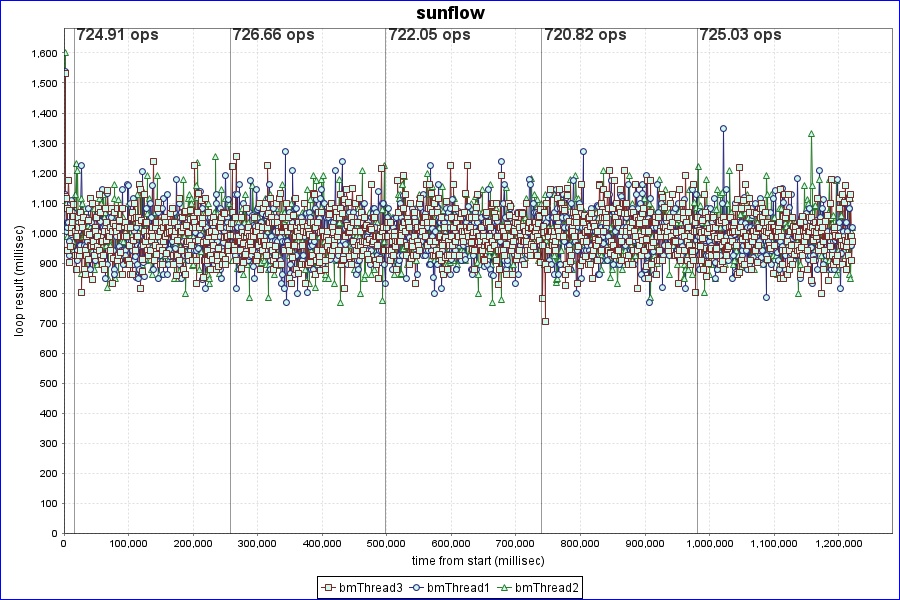 sunflow
724.91 ops 726.66 ops 722.05 ops 720.82 ops 725.03 ops
1,600
1,500
1,400
1,300
1,200
1,100
1,000
900
800
700
600
500
400
300
200
100
0
loop result (millisec)
0 100,000 200,000 300,000 400,000 500,000 600,000 700,000 800,000 900,000 1,000,000 1,100,000 1,200,000
time from start (millisec)
bmThread3 bmThread1 bmThread2